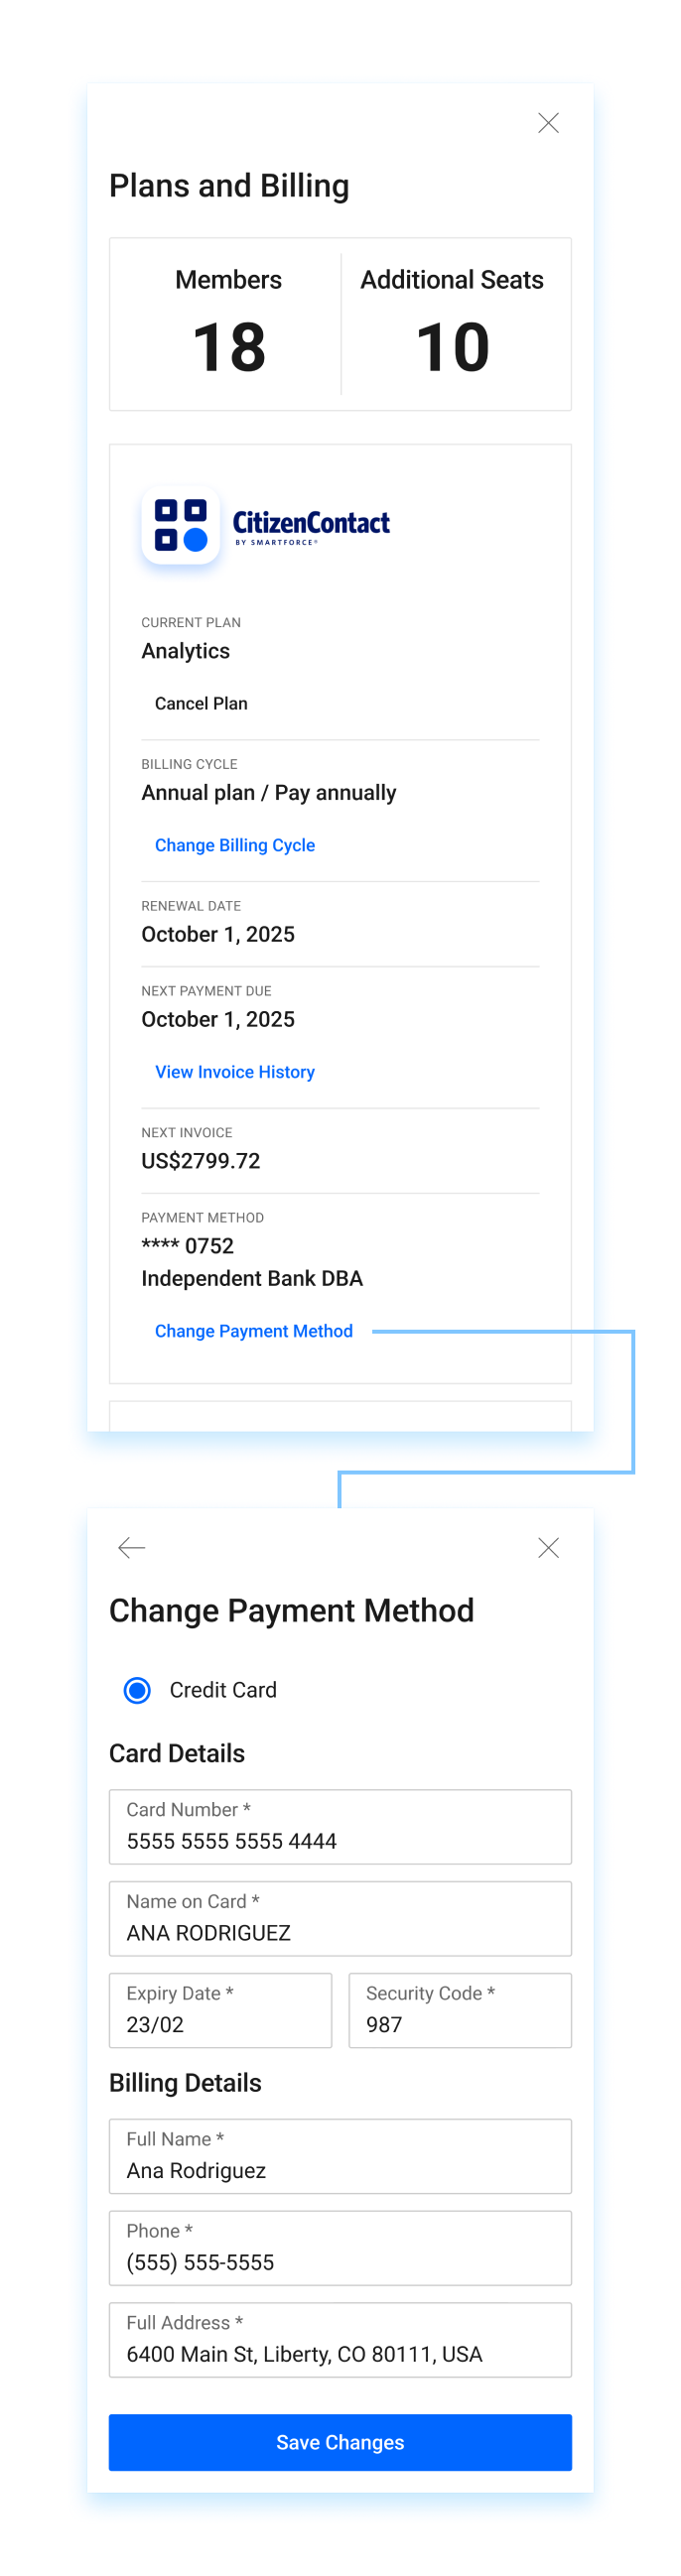 Plans and Billing
Members
18
Additional Seats
10
CitizenContact
BY SMARTFORCE®
CURRENT PLAN
Analytics
Cancel Plan
BILLING CYCLE
Annual plan / Pay annually
Change Billing Cycle
RENEWAL DATE
October 1, 2025
NEXT PAYMENT DUE
October 1, 2025
View Invoice History
NEXT INVOICE
US$2799.72
PAYMENT METHOD
**** 0752
Independent Bank DBA
Change Payment Method
Change Payment Method
Credit Card
Card Details
Card Number *
5555 5555 5555 4444
Name on Card *
ANA RODRIGUEZ
Expiry Date *
23/02
Security Code *
987
Billing Details
Full Name *
Ana Rodriguez
Phone *
(555) 555-5555
Full Address *
6400 Main St, Liberty, CO 80111, USA
Save Changes